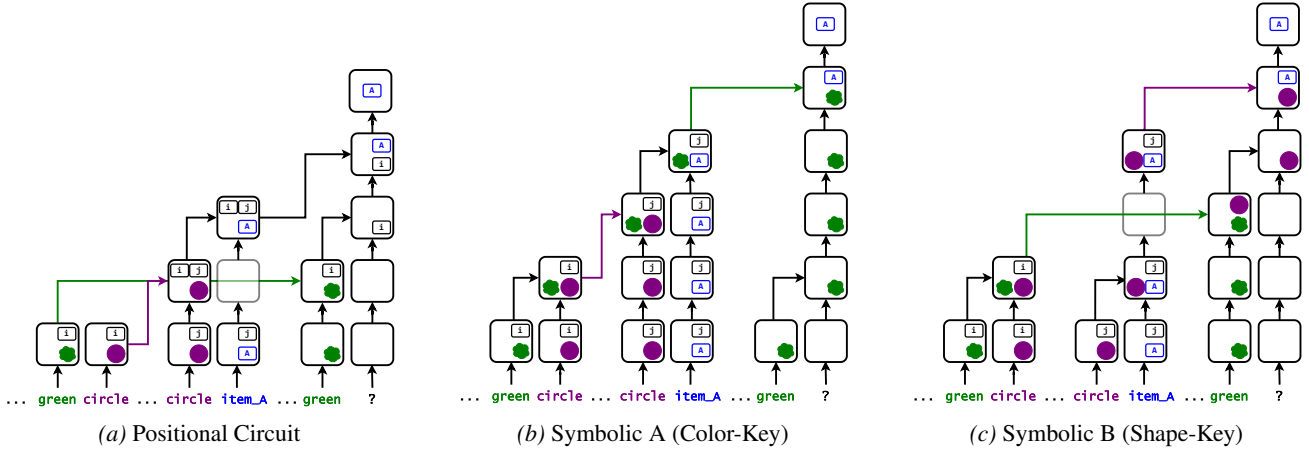 A
A
i
i
i j
A
i j
i
i
i
j
j
A
... green circle ... circle item_A ... green ?
(a) Positional Circuit
A
A
j
A
j
j
A
i
j
j
A
i
i
j
j
A
... green circle ... circle item_A ... green ?
(b) Symbolic A (Color-Key)
A
A
j
A
i
j
A
i
i
j
j
A
... green circle ... circle item_A ... green ?
(c) Symbolic B (Shape-Key)